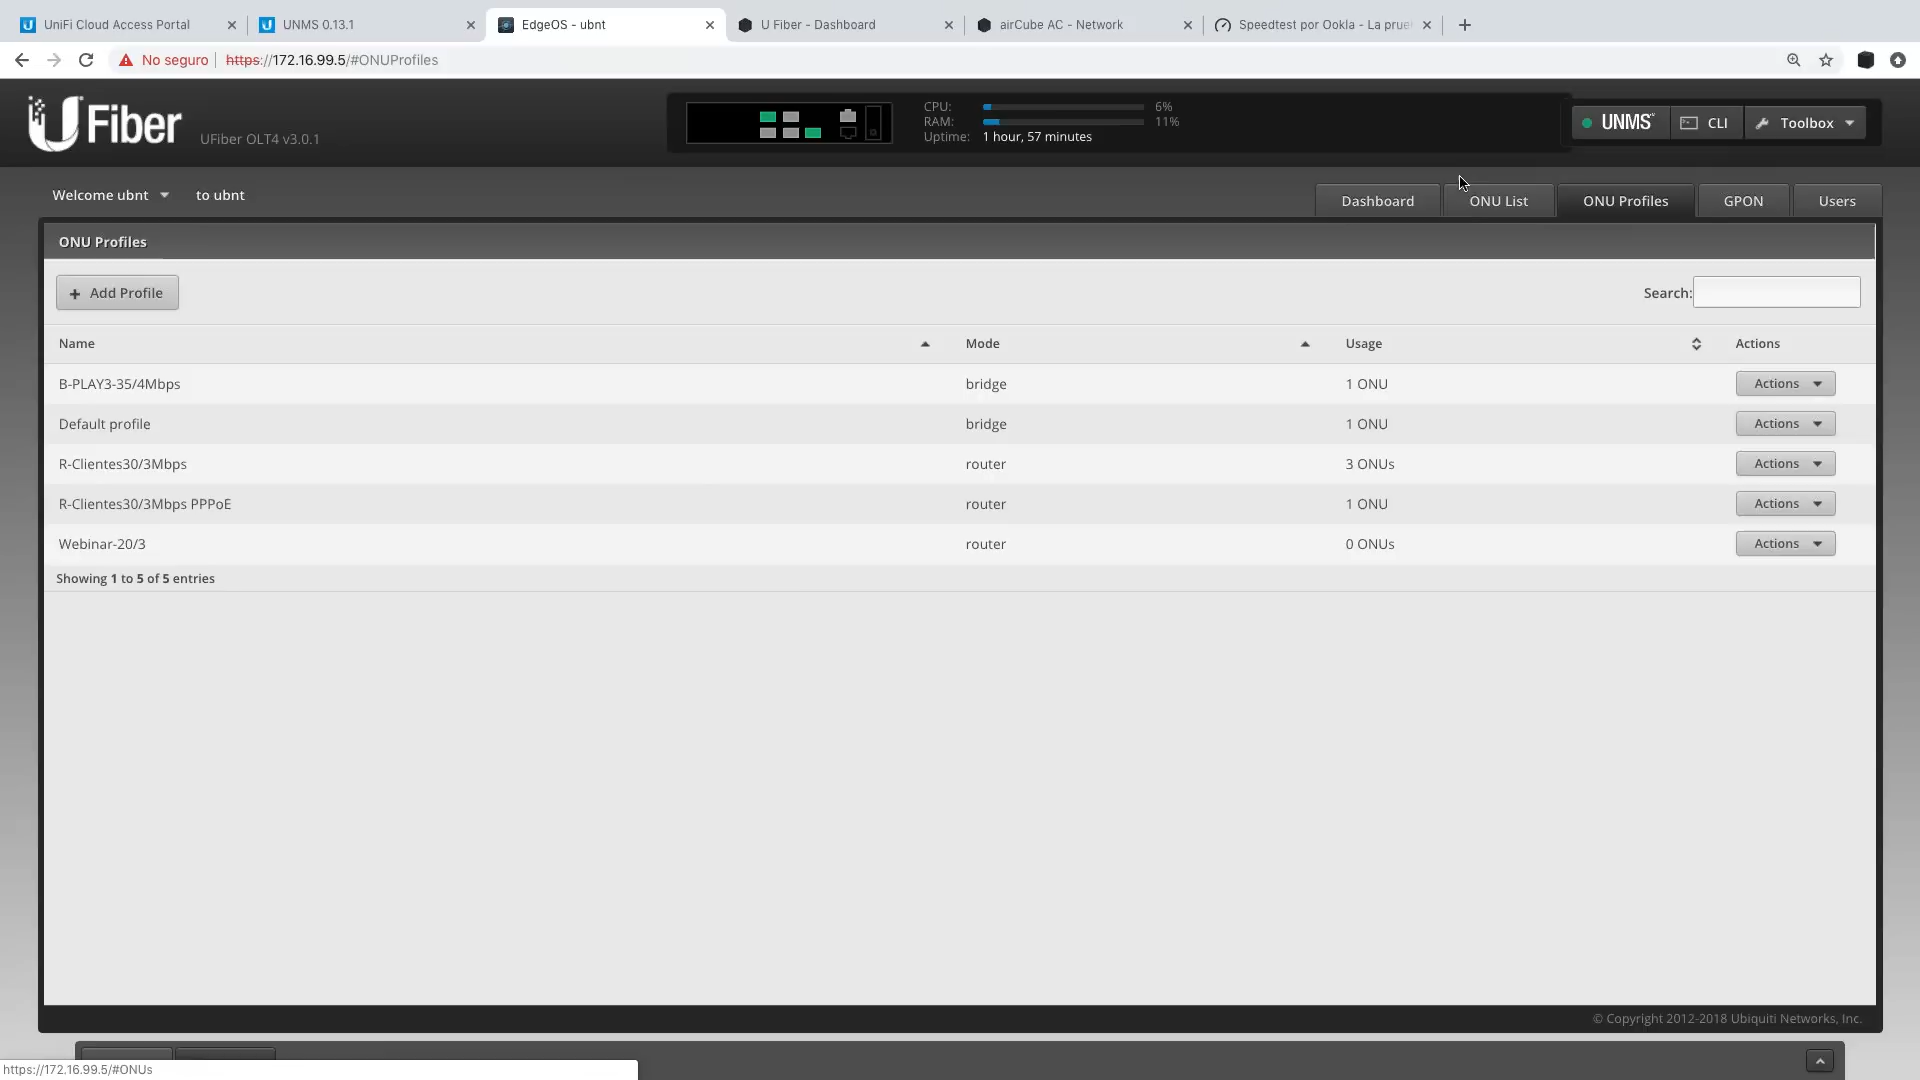 UniFi Cloud Access Portal
UNMS 0.13.1
EdgeOS - ubnt
U Fiber - Dashboard
airCube AC - Network
Speedtest por Ookla - La prue
No seguro
https://172.16.99.5/#ONUProfiles
U Fiber
UFiber OLT4 v3.0.1
CPU: 6%
RAM: 11%
Uptime: 1 hour, 57 minutes
UNMS
CLI
Toolbox
Welcome ubnt to ubnt
Dashboard
ONU List
ONU Profiles
GPON
Users
ONU Profiles
+ Add Profile
Search:
Name Mode Usage Actions
B-PLAY3-35/4Mbps bridge 1 ONU Actions
Default profile bridge 1 ONU Actions
R-Clientes30/3Mbps router 3 ONUs Actions
R-Clientes30/3Mbps PPPoE router 1 ONU Actions
Webinar-20/3 router 0 ONUs Actions
Showing 1 to 5 of 5 entries
© Copyright 2012-2018 Ubiquiti Networks, Inc.
https://172.16.99.5/#ONUs